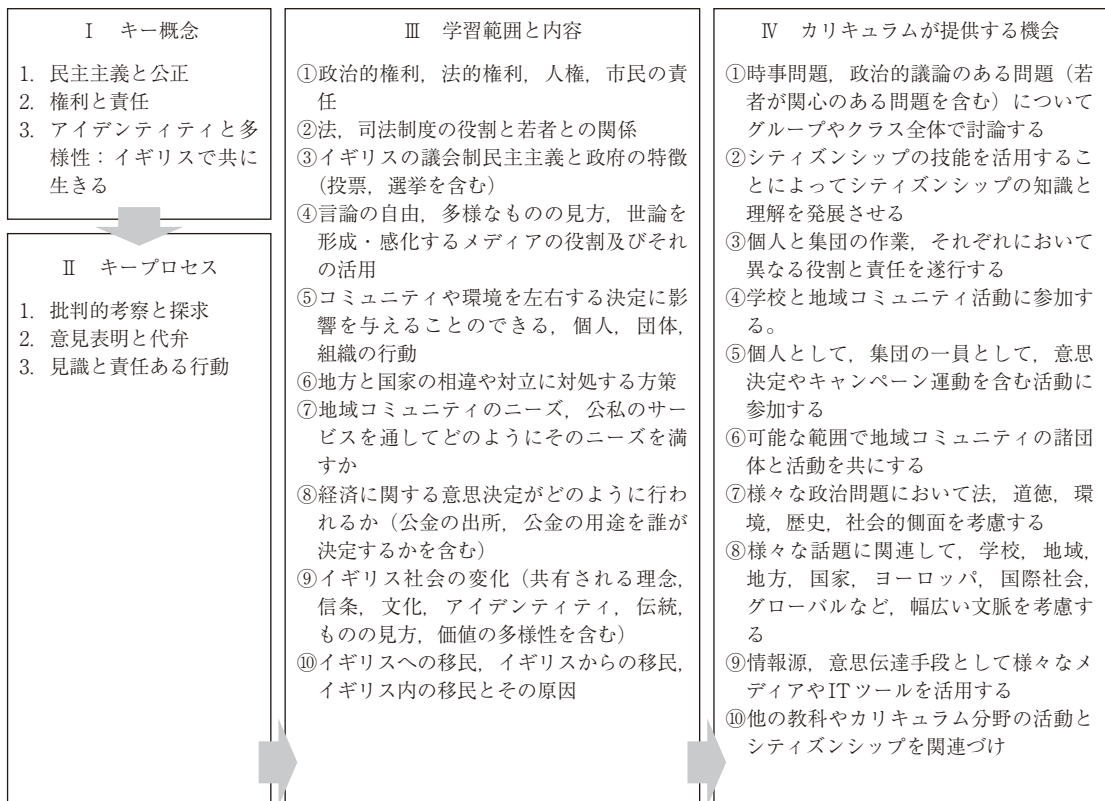 Ⅰ キー概念
1. 民主主義と公正
2. 権利と責任
3. アイデンティティと多
様性：イギリスで共に
生きる
Ⅱ キープロセス
1. 批判的考察と探求
2. 意見表明と代弁
3. 見識と責任ある行動
Ⅲ 学習範囲と内容
①政治的権利，法的権利，人権，市民の責
任
②法，司法制度の役割と若者との関係
③イギリスの議会制民主主義と政府の特徴
（投票，選挙を含む）
④言論の自由，多様なものの見方，世論を
形成・感化するメディアの役割及びそれ
の活用
⑤コミュニティや環境を左右する決定に影
響を与えることのできる，個人，団体，
組織の行動
⑥地方と国家の相違や対立に対処する方策
⑦地域コミュニティのニーズ，公私のサー
ビスを通してどのようにそのニーズを満
すか
⑧経済に関する意思決定がどのように行わ
れるか（公金の出所，公金の用途を誰が
決定するかを含む）
⑨イギリス社会の変化（共有される理念，
信条，文化，アイデンティティ，伝統，
ものの見方，価値の多様性を含む）
⑩イギリスへの移民，イギリスからの移民，
イギリス内の移民とその原因
Ⅳ カリキュラムが提供する機会
①時事問題，政治的議論のある問題（若
者が関心のある問題を含む）について
グループやクラス全体で討論する
②シティズンシップの技能を活用するこ
とによってシティズンシップの知識と
理解を発展させる
③個人と集団の作業，それぞれにおいて
異なる役割と責任を遂行する
④学校と地域コミュニティ活動に参加す
る。
⑤個人として，集団の一員として，意思
決定やキャンペーン運動を含む活動に
参加する
⑥可能な範囲で地域コミュニティの諸団
体と活動を共にする
⑦様々な政治問題において法，道徳，環
境，歴史，社会的側面を考慮する
⑧様々な話題に関連して，学校，地域，
地方，国家，ヨーロッパ，国際社会，
グローバルなど，幅広い文脈を考慮す
る
⑨情報源，意思伝達手段として様々なメ
ディアやITツールを活用する
⑩他の教科やカリキュラム分野の活動と
シティズンシップを関連づけ